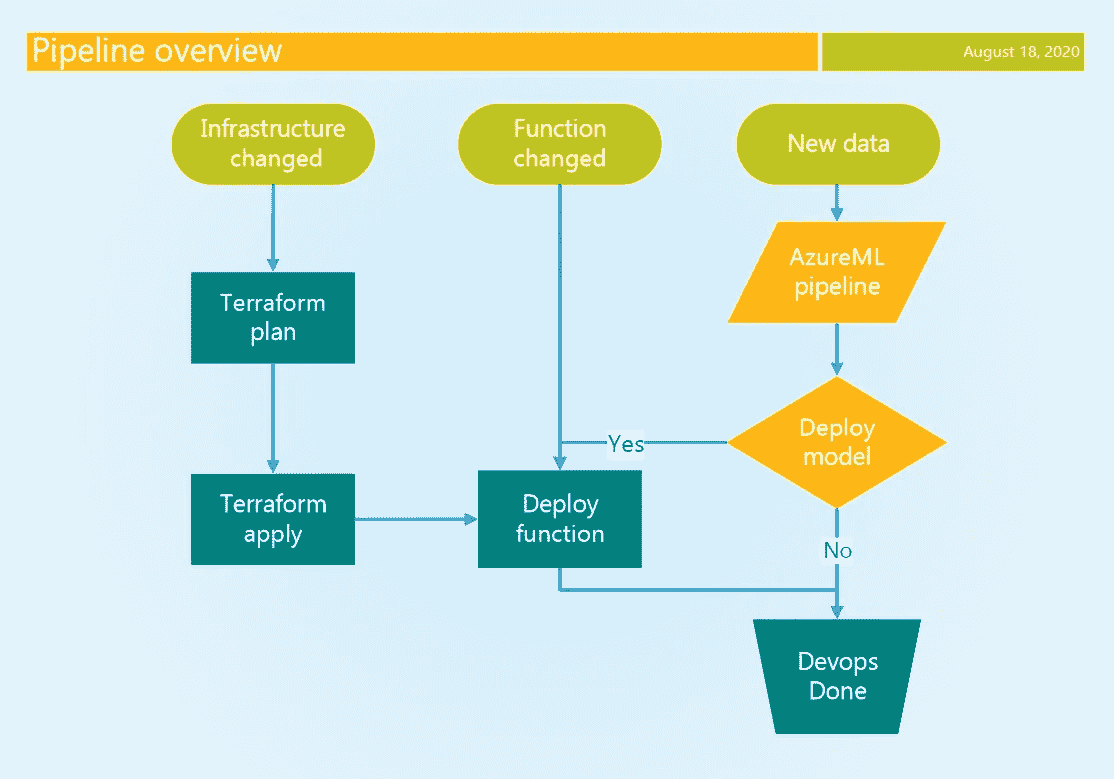 Pipeline overview
August 18, 2020
Infrastructure
changed
Function
changed
New data
AzureML
pipeline
Terraform
plan
Deploy
model
Yes
Terraform
apply
Deploy
function
No
Devops
Done